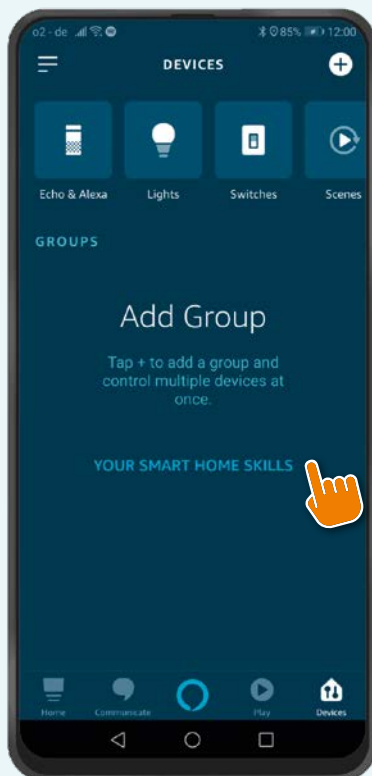 o2 - de 85% 12:00
DEVICES
Echo & Alexa Lights Switches Scenes
GROUPS
Add Group
Tap + to add a group and
control multiple devices at
once.
YOUR SMART HOME SKILLS
Home Communicate Play Devices